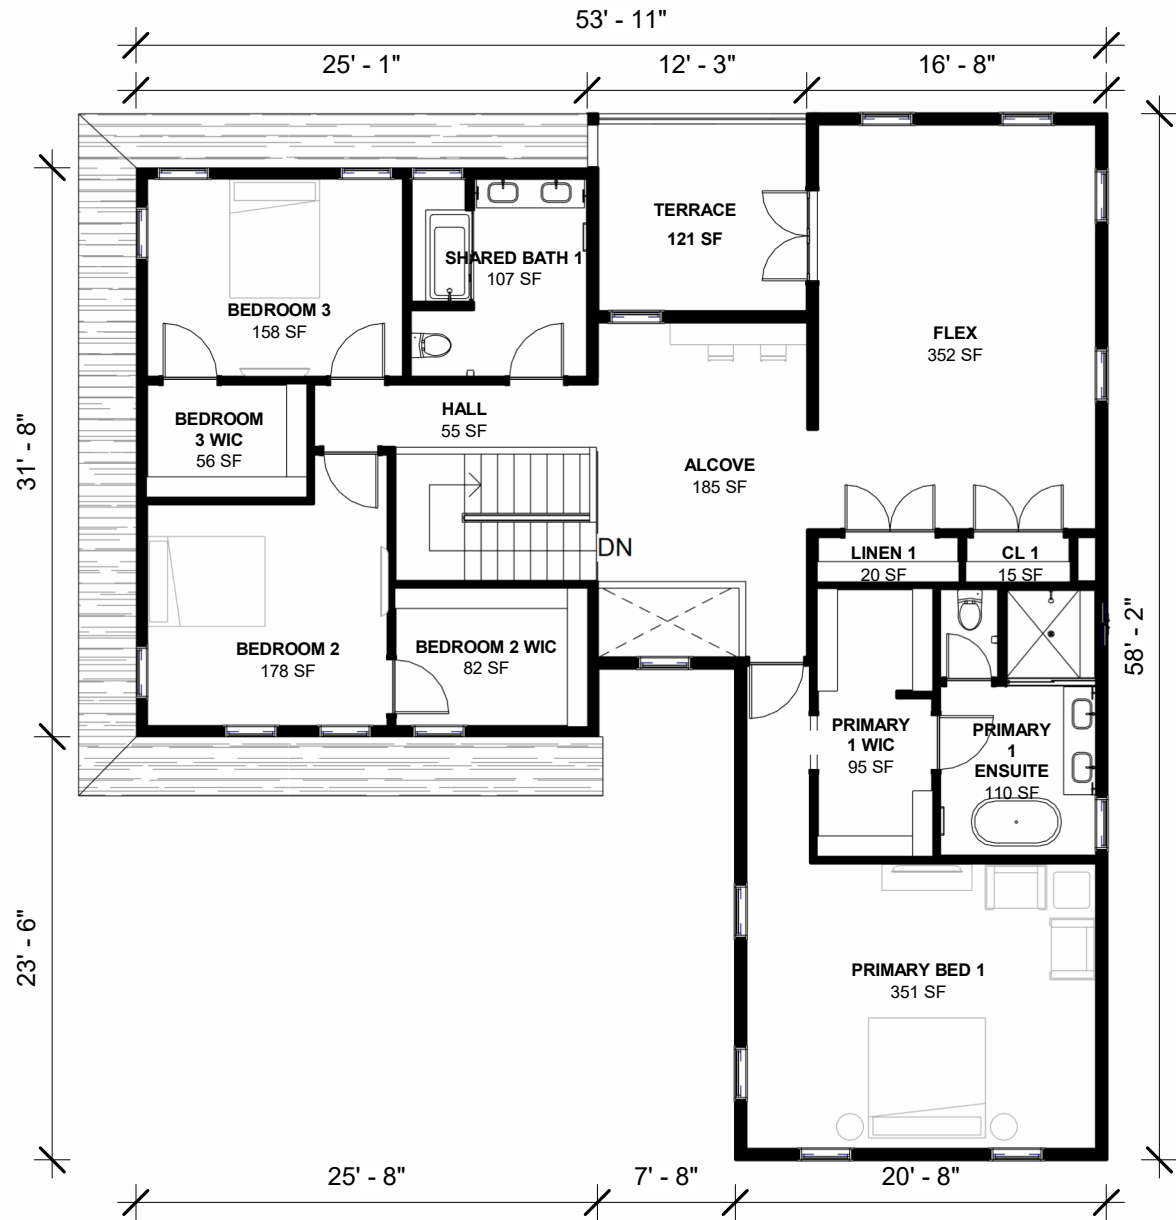 53' - 11"
25' - 1"
12' - 3"
16' - 8"
TERRACE
121 SF
SHARED BATH 1
107 SF
BEDROOM 3
158 SF
FLEX
352 SF
31' - 8"
BEDROOM
3 WIC
56 SF
HALL
55 SF
ALCOVE
185 SF
DN
LINEN 1
20 SF
CL 1
15 SF
58' - 2"
BEDROOM 2
178 SF
BEDROOM 2 WIC
82 SF
PRIMARY
1 WIC
95 SF
PRIMARY
1
ENSUITE
110 SF
23' - 6"
PRIMARY BED 1
351 SF
25' - 8"
7' - 8"
20' - 8"